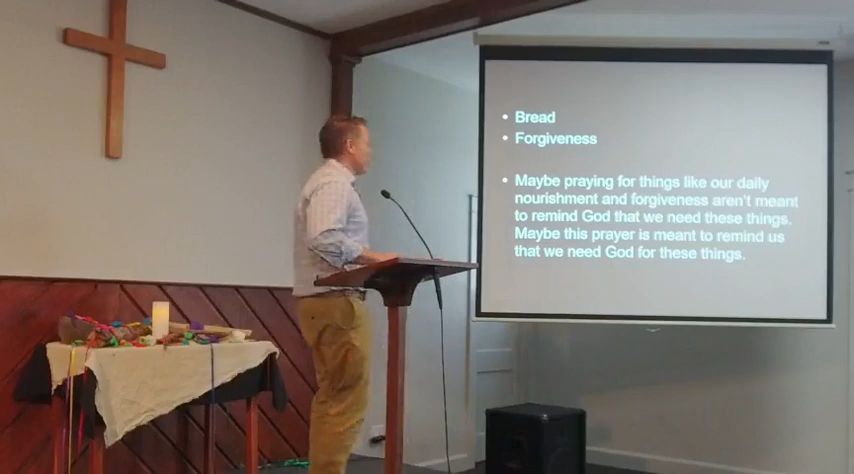 • Bread
• Forgiveness
• Maybe praying for things like our daily
nourishment and forgiveness aren't meant
to remind God that we need these things.
Maybe this prayer is meant to remind us
that we need God for these things.